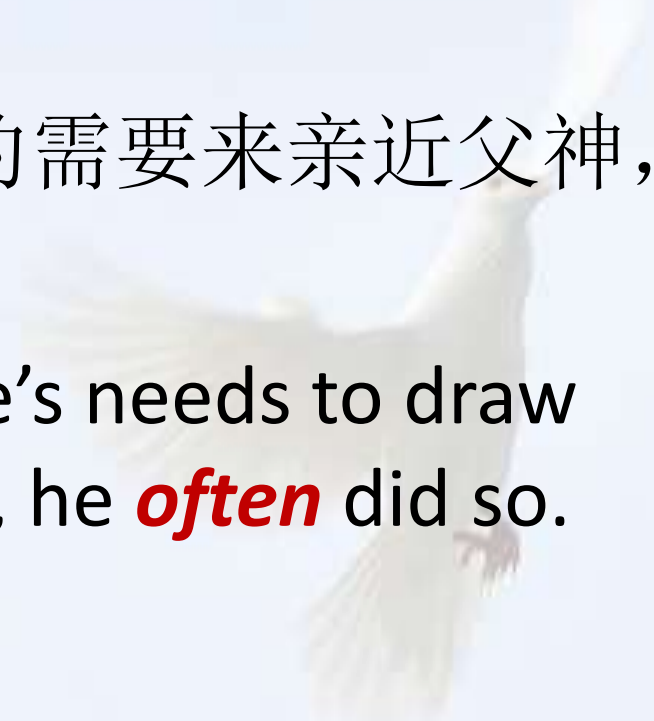 的需要来亲近父神，
e’s needs to draw
, he often did so.